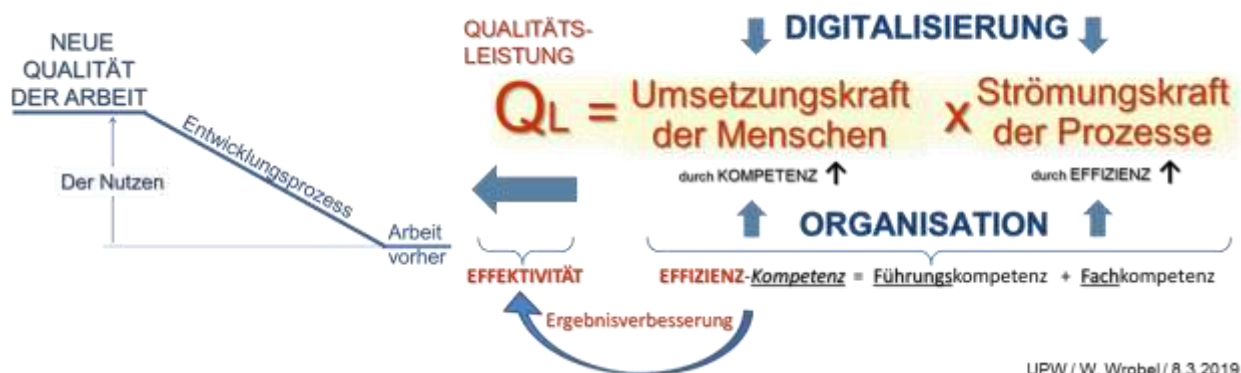 NEUE
QUALITÄT
DER ARBEIT
Entwicklungsprozess
Der Nutzen
Arbeit
vorher
QUALITÄTS-
LEISTUNG
DIGITALISIERUNG
QL = Umsetzungskraft der Menschen x Strömungskraft der Prozesse
durch KOMPETENZ ↑
durch EFFIZIENZ ↑
ORGANISATION
EFFEKTIVITÄT
EFFIZIENZ-Kompetenz = Führungskompetenz + Fachkompetenz
Ergebnisverbesserung
UPW / W. Wrobel / 8.3.2019